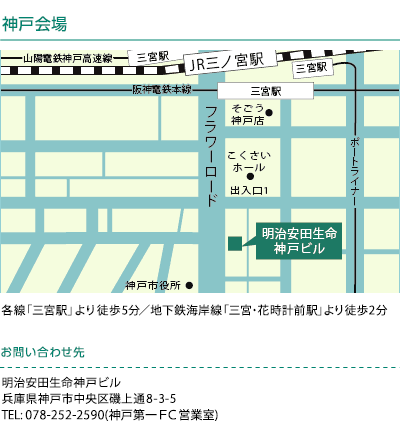 神戸会場
山陽電鉄神戸高速線
三宮駅
JR三ノ宮駅
三宮駅
阪神電鉄本線
三宮駅
そごう
神戸店
フラワーロード
こくさい
ホール
出入口1
ポートライナー
明治安田生命
神戸ビル
神戸市役所
各線「三宮駅」より徒歩5分／地下鉄海岸線「三宮・花時計前駅」より徒歩2分
お問い合わせ先
明治安田生命神戸ビル
兵庫県神戸市中央区磯上通8-3-5
TEL: 078-252-2590(神戸第一ＦＣ営業室)